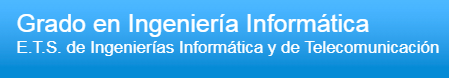 Grado en Ingeniería Informática
E.T.S. de Ingenierías Informática y de Telecomunicación